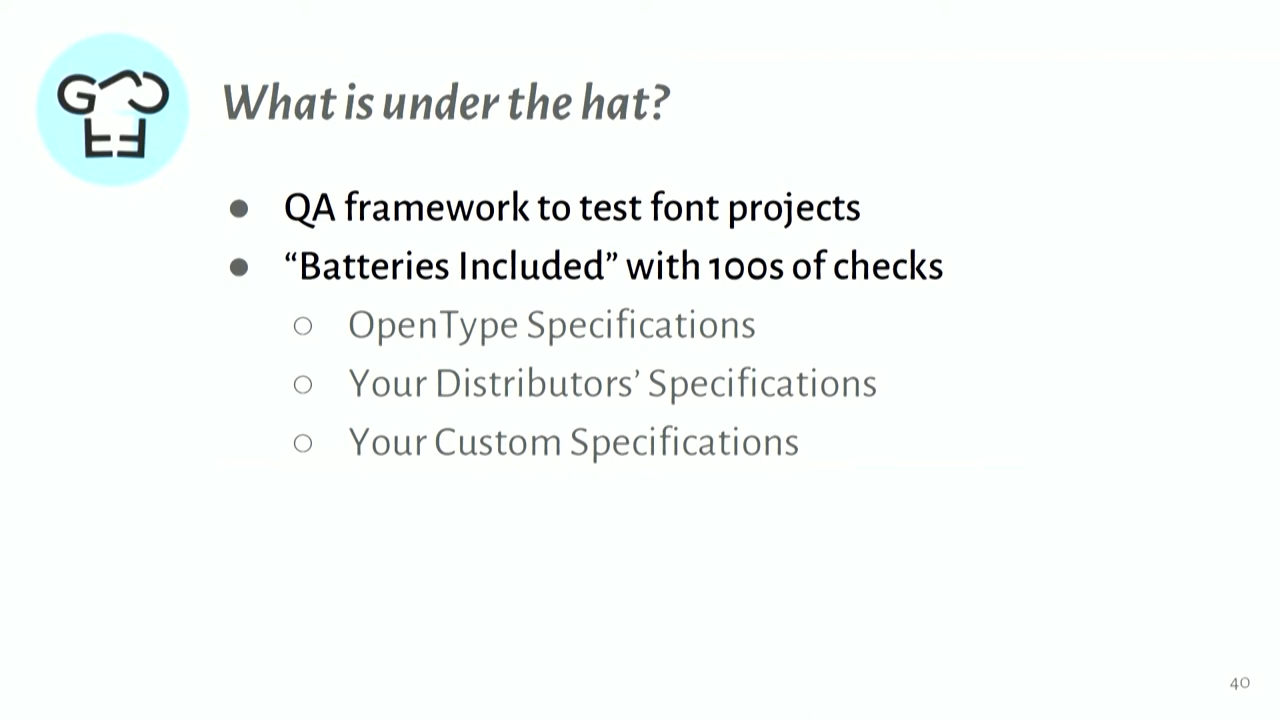 What is under the hat?
● QA framework to test font projects
● “Batteries Included” with 100s of checks
○ OpenType Specifications
○ Your Distributors’ Specifications
○ Your Custom Specifications
40